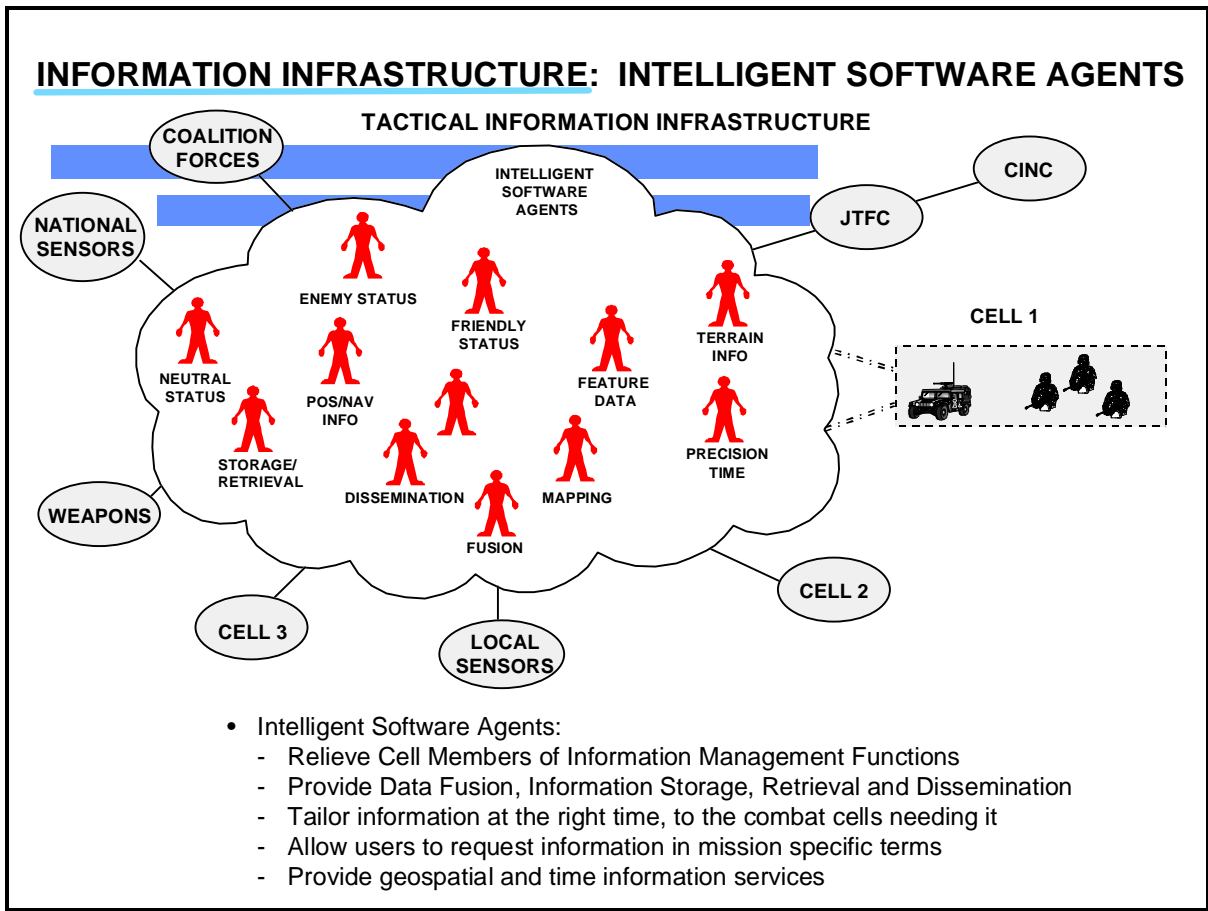 INFORMATION INFRASTRUCTURE: INTELLIGENT SOFTWARE AGENTS
TACTICAL INFORMATION INFRASTRUCTURE
COALITION
FORCES
INTELLIGENT
SOFTWARE
AGENTS
CINC
JTFC
NATIONAL
SENSORS
ENEMY STATUS
FRIENDLY
STATUS
TERRAIN
INFO
CELL 1
NEUTRAL
STATUS
POS/NAV
INFO
FEATURE
DATA
STORAGE/
RETRIEVAL
DISSEMINATION
MAPPING
PRECISION
TIME
WEAPONS
FUSION
CELL 2
CELL 3
LOCAL
SENSORS
• Intelligent Software Agents:
- Relieve Cell Members of Information Management Functions
- Provide Data Fusion, Information Storage, Retrieval and Dissemination
- Tailor information at the right time, to the combat cells needing it
- Allow users to request information in mission specific terms
- Provide geospatial and time information services